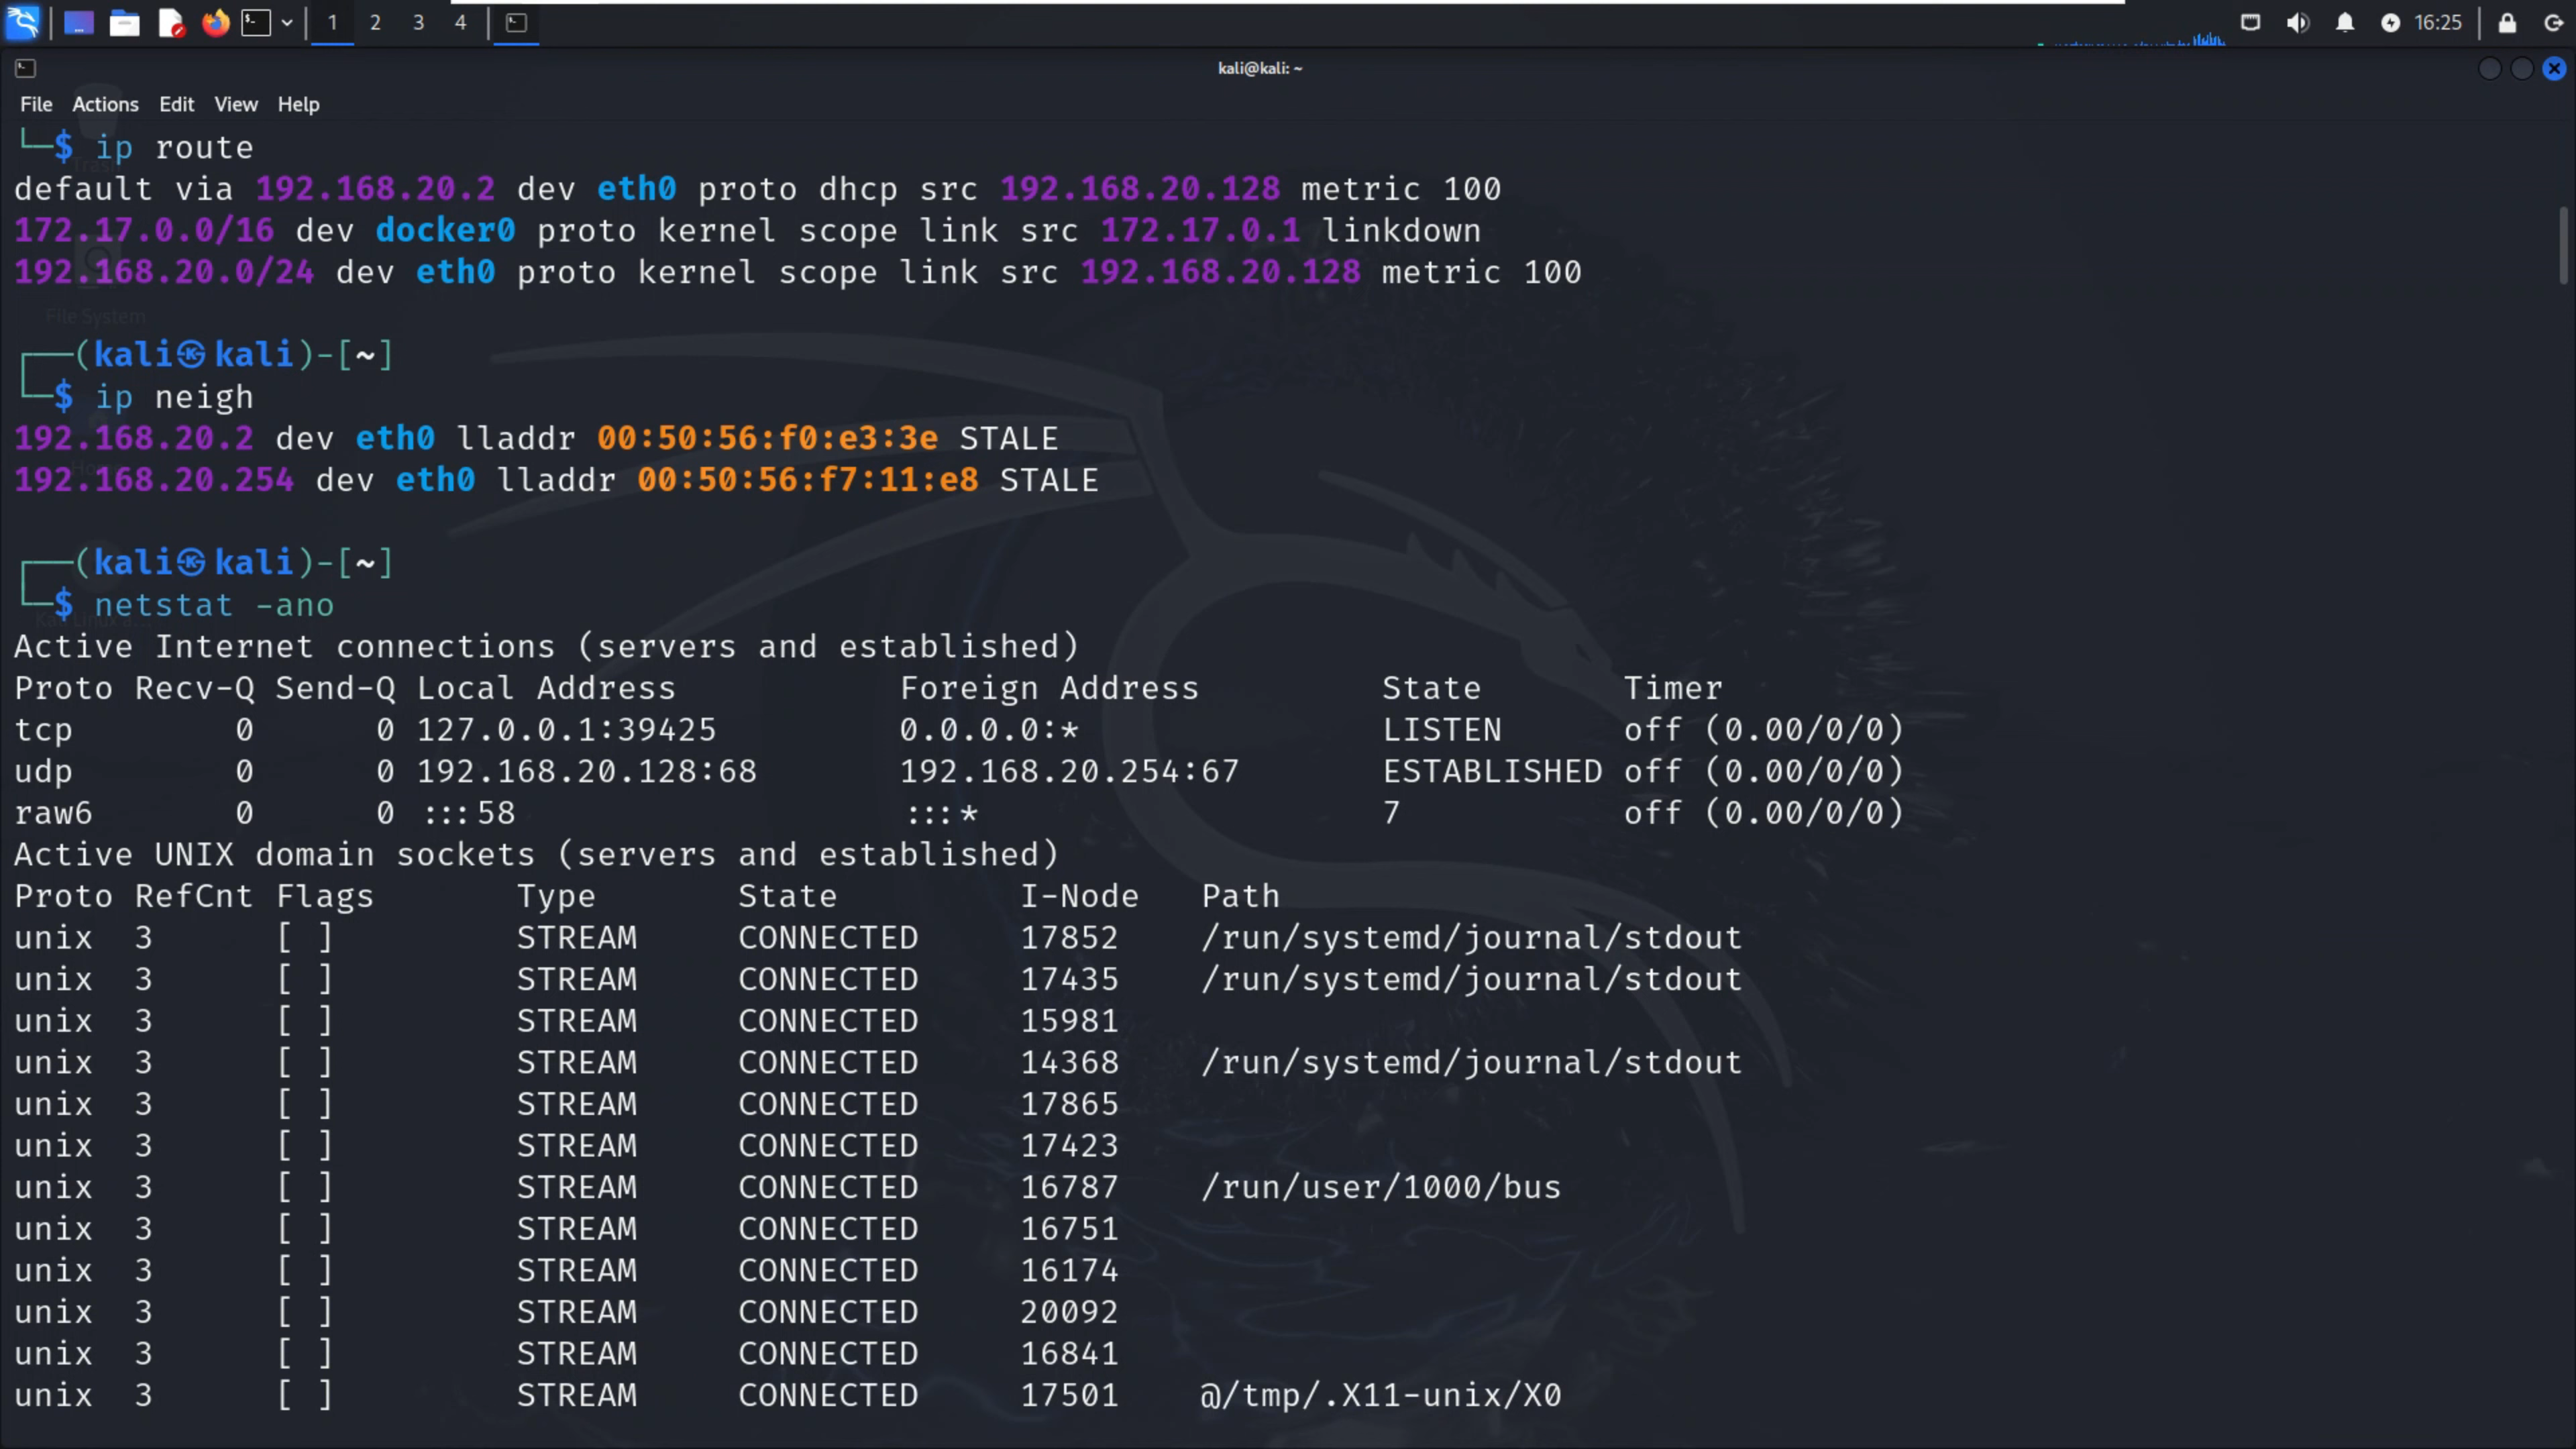 1 2 3 4 16:25
kali@kali: ~
File Actions Edit View Help
└─$ ip route
default via 192.168.20.2 dev eth0 proto dhcp src 192.168.20.128 metric 100
172.17.0.0/16 dev docker0 proto kernel scope link src 172.17.0.1 linkdown
192.168.20.0/24 dev eth0 proto kernel scope link src 192.168.20.128 metric 100
File System
┌──(kali㉿kali)-[~]
└─$ ip neigh
192.168.20.2 dev eth0 lladdr 00:50:56:f0:e3:3e STALE
192.168.20.254 dev eth0 lladdr 00:50:56:f7:11:e8 STALE
┌──(kali㉿kali)-[~]
└─$ netstat -ano
Active Internet connections (servers and established)
Proto Recv-Q Send-Q Local Address Foreign Address State Timer
tcp 0 0 127.0.0.1:39425 0.0.0.0:* LISTEN off (0.00/0/0)
udp 0 0 192.168.20.128:68 192.168.20.254:67 ESTABLISHED off (0.00/0/0)
raw6 0 0 :::58 :::* 7 off (0.00/0/0)
Active UNIX domain sockets (servers and established)
Proto RefCnt Flags Type State I-Node Path
unix 3 [ ] STREAM CONNECTED 17852 /run/systemd/journal/stdout
unix 3 [ ] STREAM CONNECTED 17435 /run/systemd/journal/stdout
unix 3 [ ] STREAM CONNECTED 15981
unix 3 [ ] STREAM CONNECTED 14368 /run/systemd/journal/stdout
unix 3 [ ] STREAM CONNECTED 17865
unix 3 [ ] STREAM CONNECTED 17423
unix 3 [ ] STREAM CONNECTED 16787 /run/user/1000/bus
unix 3 [ ] STREAM CONNECTED 16751
unix 3 [ ] STREAM CONNECTED 16174
unix 3 [ ] STREAM CONNECTED 20092
unix 3 [ ] STREAM CONNECTED 16841
unix 3 [ ] STREAM CONNECTED 17501 @/tmp/.X11-unix/X0